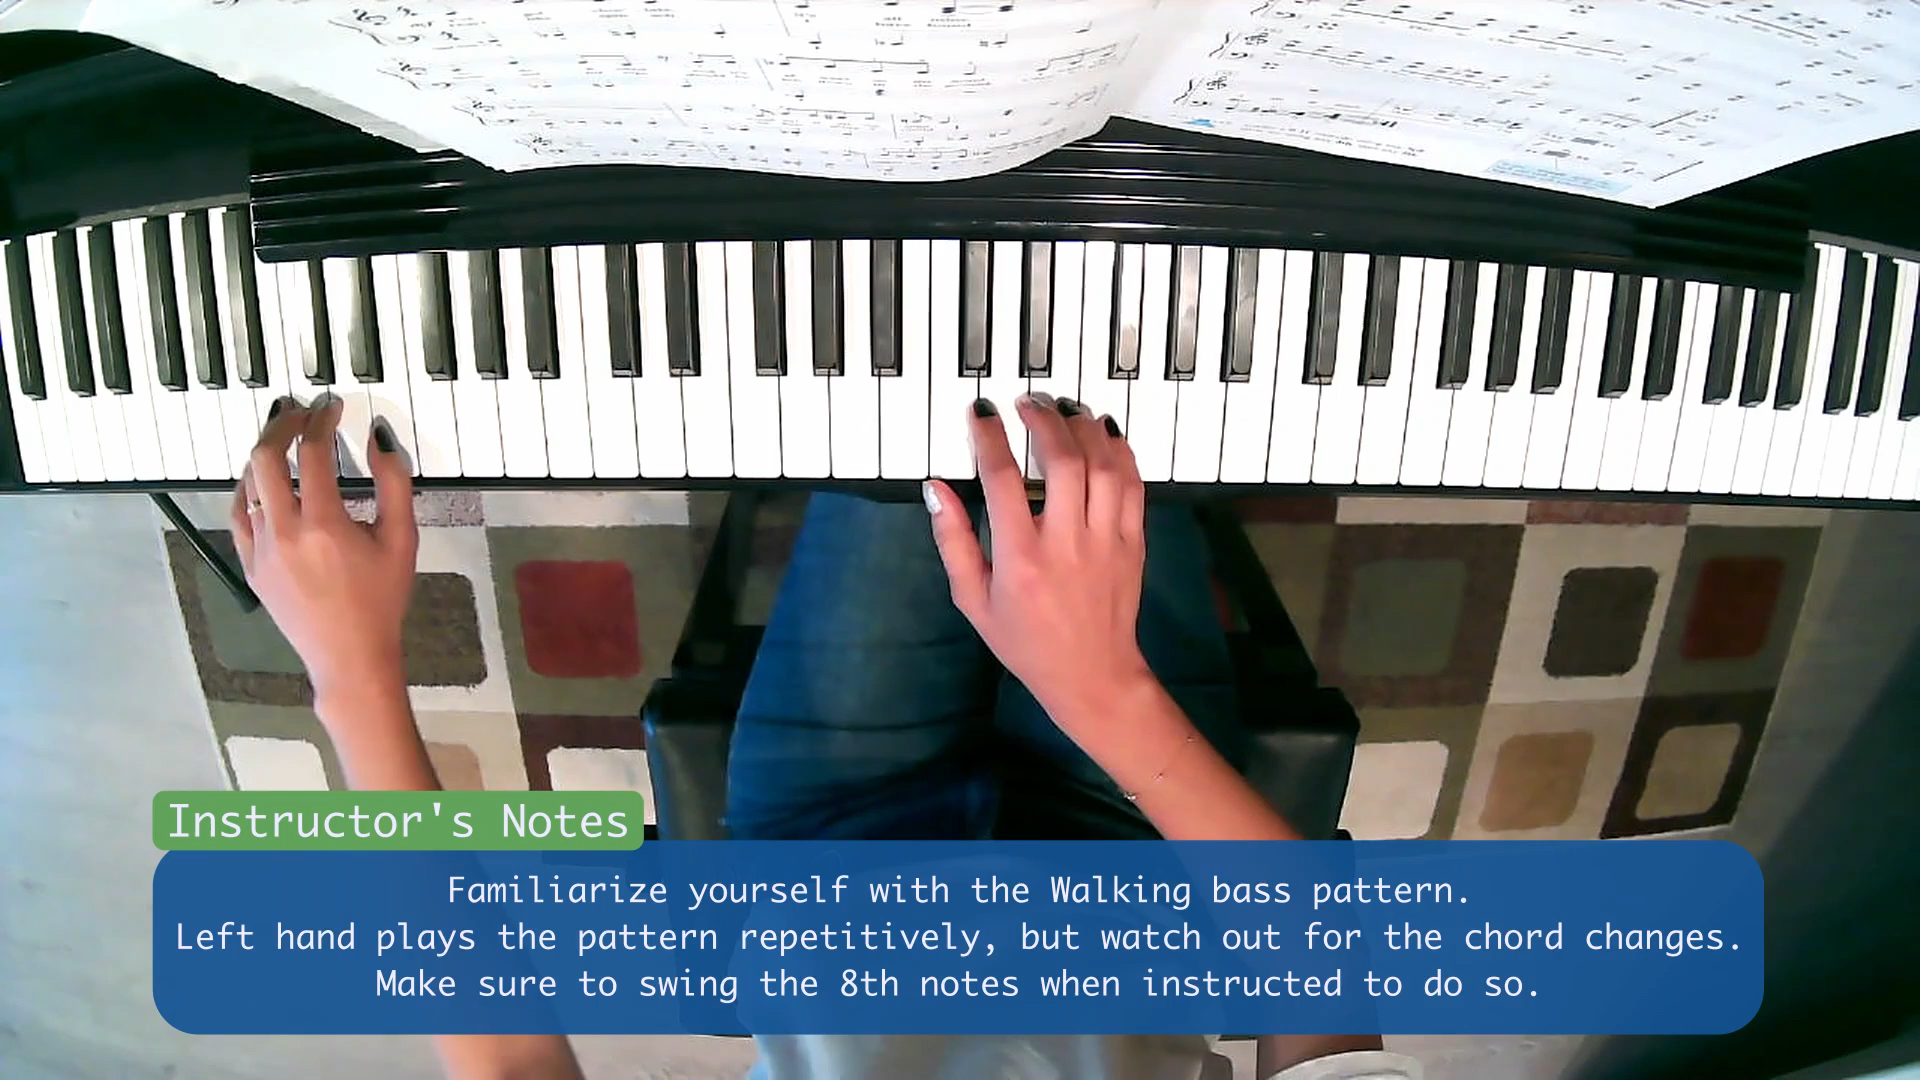 Instructor's Notes
Familiarize yourself with the Walking bass pattern.
Left hand plays the pattern repetitively, but watch out for the chord changes.
Make sure to swing the 8th notes when instructed to do so.